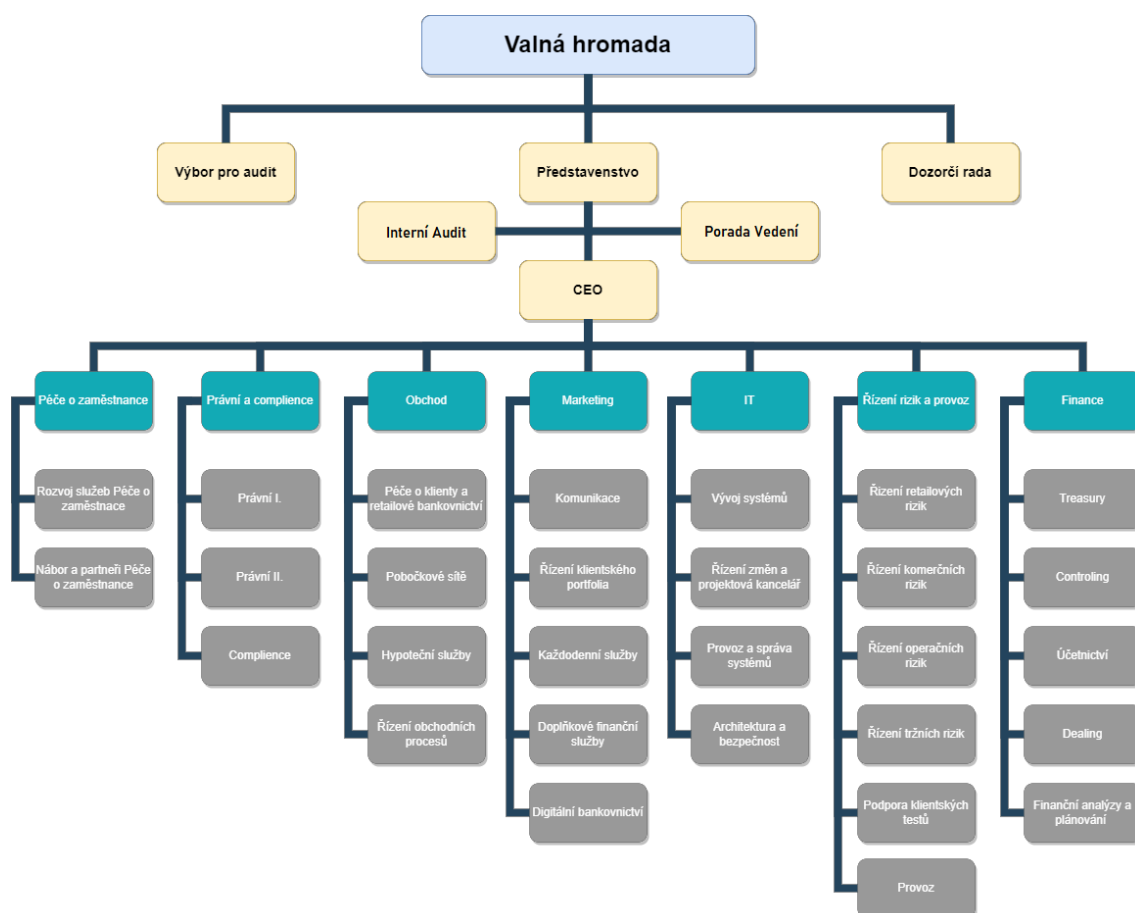 Valná hromada
Výbor pro audit
Představenstvo
Dozorčí rada
Interní Audit
Porada Vedení
CEO
Péče o zaměstnance
Právní a complience
Obchod
Marketing
IT
Řízení rizik a provoz
Finance
Rozvoj služeb Péče o
zaměstnace
Právní I.
Péče o klienty a
retailové bankovnictví
Komunikace
Vývoj systémů
Řízení retailových
rizik
Treasury
Nábor a partneři Péče
o zaměstnance
Právní II.
Pobočkové sítě
Řízení klientského
portfolia
Řízení změn a
projektová kancelář
Řízení komerčních
rizik
Controling
Complience
Hypoteční služby
Každodenní služby
Provoz a správa
systémů
Řízení operačních
rizik
Účetnictví
Řízení obchodních
procesů
Doplňkové finanční
služby
Architektura a
bezpečnost
Řízení tržních rizik
Dealing
Digitální bankovnictví
Podpora klientských
testů
Finanční analýzy a
plánování
Provoz